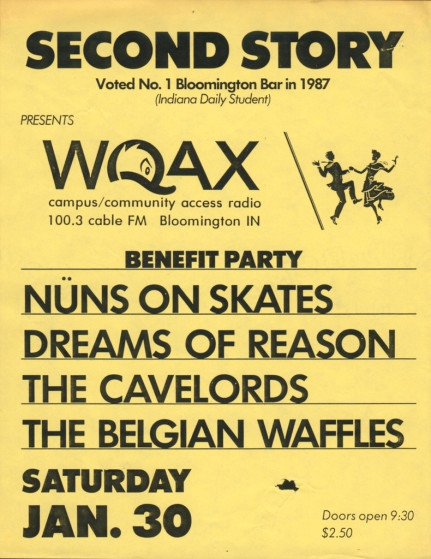 SECOND STORY
Voted No. 1 Bloomington Bar in 1987
(Indiana Daily Student)
PRESENTS
WQAX
campus/community access radio
100.3 cable FM Bloomington IN
BENEFIT PARTY
NÜNS ON SKATES
DREAMS OF REASON
THE CAVELORDS
THE BELGIAN WAFFLES
SATURDAY
JAN. 30
Doors open 9:30
$2.50